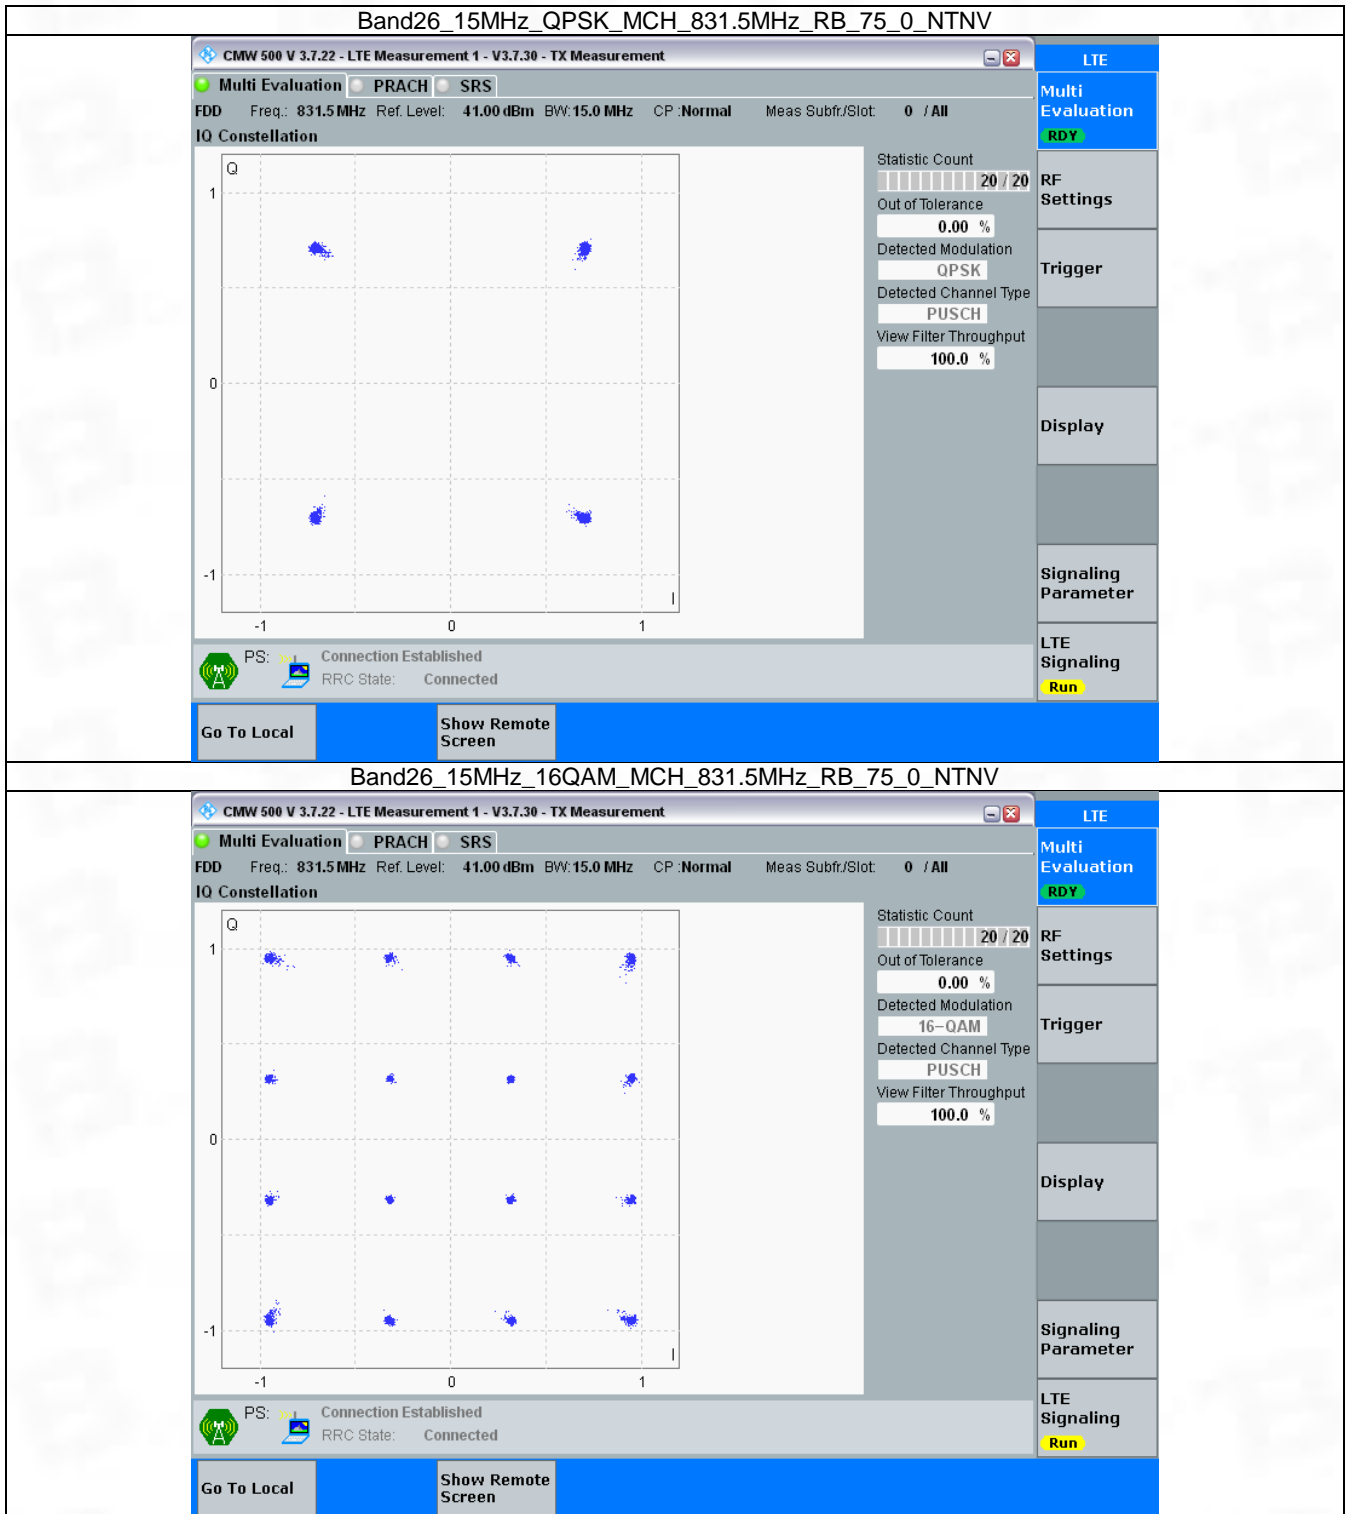 Band26_15MHz_QPSK_MCH_831.5MHz_RB_75_0_NTNV
CMW 500 V 3.7.22 - LTE Measurement 1 - V3.7.30 - TX Measurement
LTE
Multi Evaluation PRACH SRS
Multi
Evaluation
RDY
FDD Freq.: 831.5 MHz Ref. Level: 41.00 dBm BW: 15.0 MHz CP : Normal Meas Subfr./Slot: 0 / All
IQ Constellation
Q
1
0
-1
I
-1 0 1
Statistic Count
20 / 20
Out of Tolerance
0.00 %
Detected Modulation
QPSK
Detected Channel Type
PUSCH
View Filter Throughput
100.0 %
RF
Settings
Trigger
Display
Signaling
Parameter
LTE
Signaling
Run
PS: Connection Established
RRC State: Connected
Go To Local
Show Remote
Screen
Band26_15MHz_16QAM_MCH_831.5MHz_RB_75_0_NTNV
CMW 500 V 3.7.22 - LTE Measurement 1 - V3.7.30 - TX Measurement
LTE
Multi Evaluation PRACH SRS
Multi
Evaluation
RDY
FDD Freq.: 831.5 MHz Ref. Level: 41.00 dBm BW: 15.0 MHz CP : Normal Meas Subfr./Slot: 0 / All
IQ Constellation
Q
1
0
-1
I
-1 0 1
Statistic Count
20 / 20
Out of Tolerance
0.00 %
Detected Modulation
16-QAM
Detected Channel Type
PUSCH
View Filter Throughput
100.0 %
RF
Settings
Trigger
Display
Signaling
Parameter
LTE
Signaling
Run
PS: Connection Established
RRC State: Connected
Go To Local
Show Remote
Screen